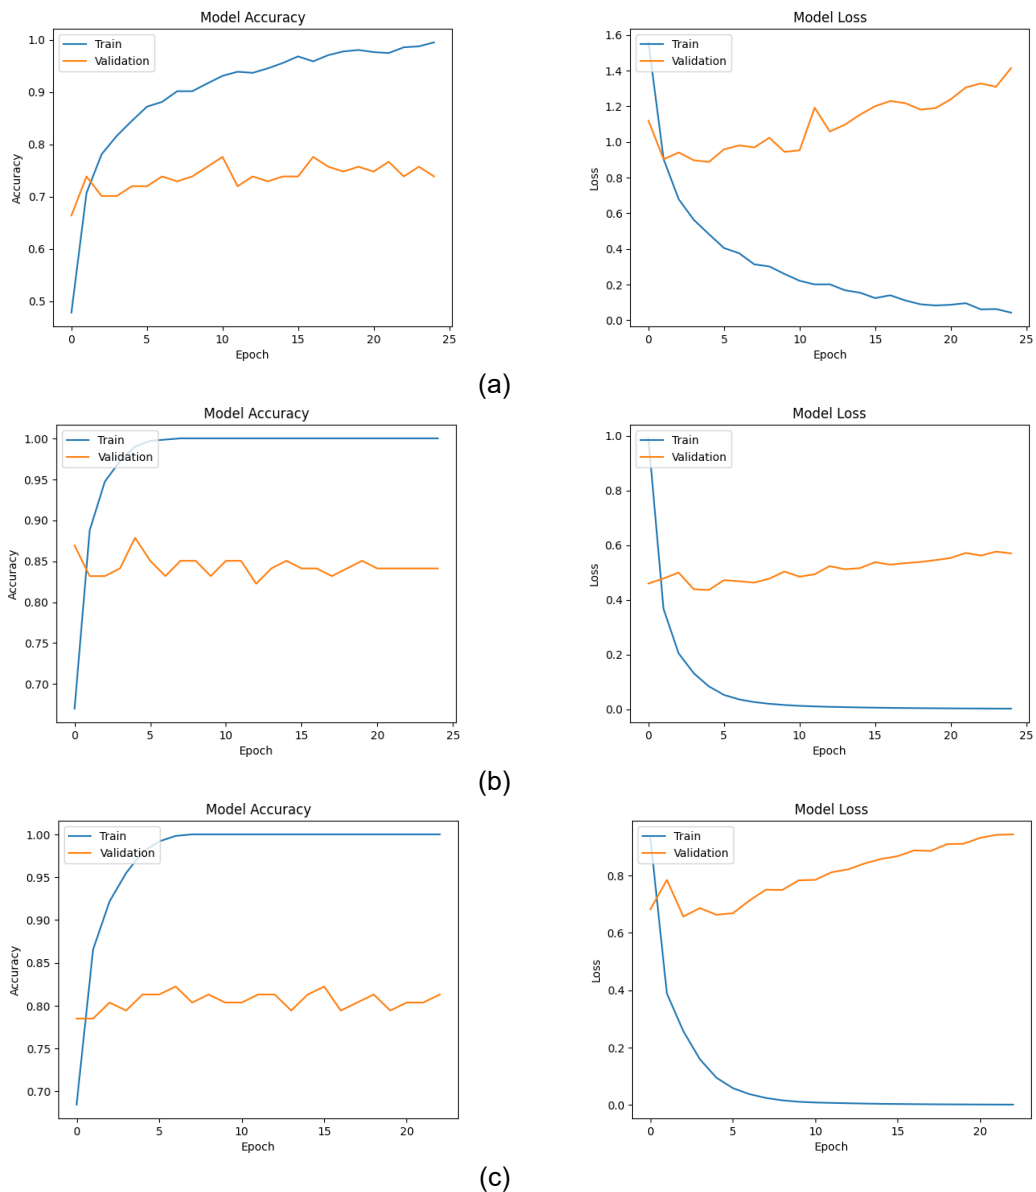 Model Accuracy
Train
Validation
1.0
0.9
0.8
0.7
0.6
0.5
Accuracy
0 5 10 15 20 25
Epoch
Model Loss
Train
Validation
1.6
1.4
1.2
1.0
0.8
0.6
0.4
0.2
0.0
Loss
0 5 10 15 20 25
Epoch
(a)
Model Accuracy
Train
Validation
1.00
0.95
0.90
0.85
0.80
0.75
0.70
Accuracy
0 5 10 15 20 25
Epoch
Model Loss
Train
Validation
1.0
0.8
0.6
0.4
0.2
0.0
Loss
0 5 10 15 20 25
Epoch
(b)
Model Accuracy
Train
Validation
1.00
0.95
0.90
0.85
0.80
0.75
0.70
Accuracy
0 5 10 15 20
Epoch
Model Loss
Train
Validation
0.8
0.6
0.4
0.2
0.0
Loss
0 5 10 15 20
Epoch
(c)